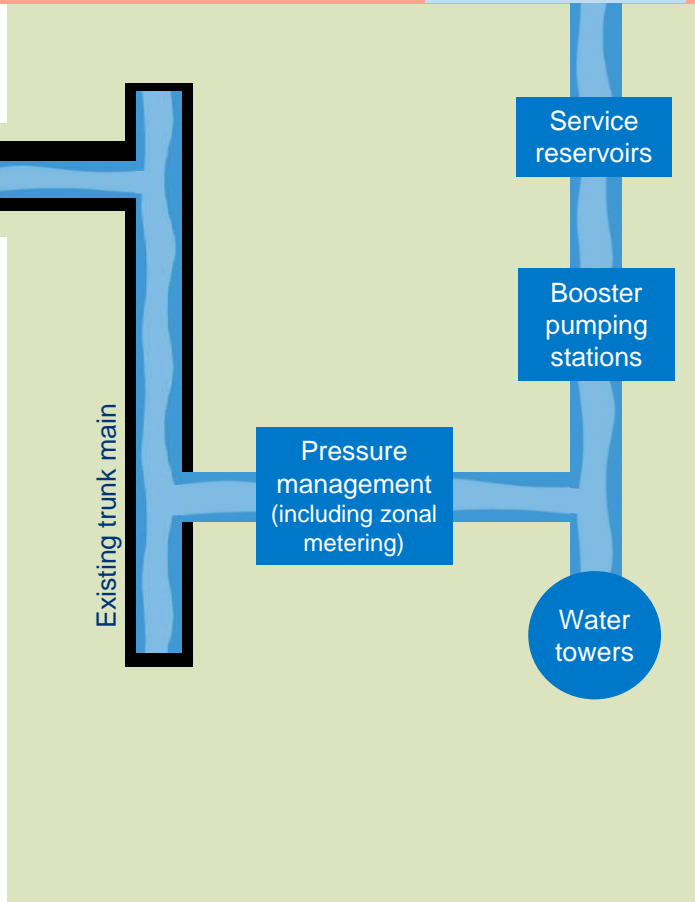 Service
reservoirs
Booster
pumping
stations
Existing trunk main
Pressure
management
(including zonal
metering)
Water
towers